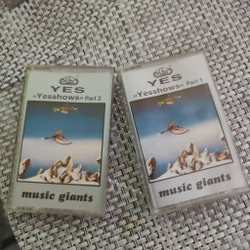 YES
«Yesshows» Part 2
music giants
YES
«Yesshows» Part 1
music giants